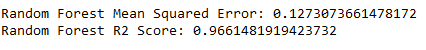 Random Forest Mean Squared Error: 0.1273073661478172
Random Forest R2 Score: 0.9661481919423732